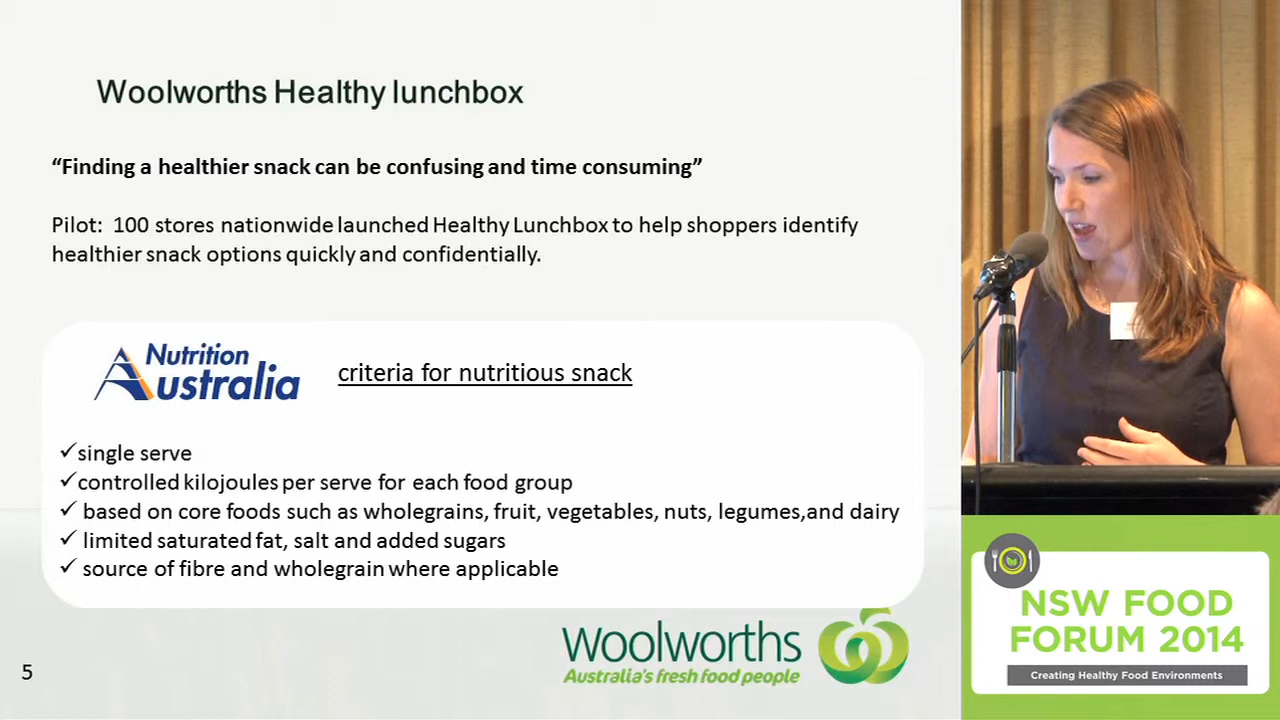 Woolworths Healthy lunchbox
“Finding a healthier snack can be confusing and time consuming”
Pilot: 100 stores nationwide launched Healthy Lunchbox to help shoppers identify
healthier snack options quickly and confidentially.
Nutrition
Australia
criteria for nutritious snack
✓single serve
✓controlled kilojoules per serve for each food group
✓ based on core foods such as wholegrains, fruit, vegetables, nuts, legumes,and dairy
✓ limited saturated fat, salt and added sugars
✓ source of fibre and wholegrain where applicable
Woolworths
Australia's fresh food people
5
NSW FOOD
FORUM 2014
Creating Healthy Food Environments